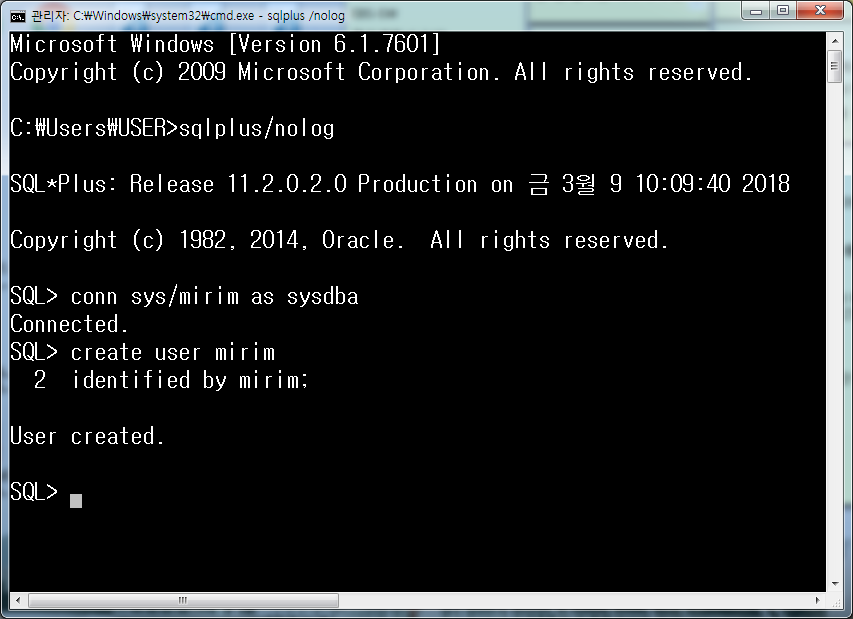 관리자: C:₩Windows₩system32₩cmd.exe - sqlplus /nolog
Microsoft Windows [Version 6.1.7601]
Copyright (c) 2009 Microsoft Corporation. All rights reserved.
C:₩Users₩USER>sqlplus/nolog
SQL*Plus: Release 11.2.0.2.0 Production on 금 3월 9 10:09:40 2018
Copyright (c) 1982, 2014, Oracle.  All rights reserved.
SQL> conn sys/mirim as sysdba
Connected.
SQL> create user mirim
  2  identified by mirim;
User created.
SQL>